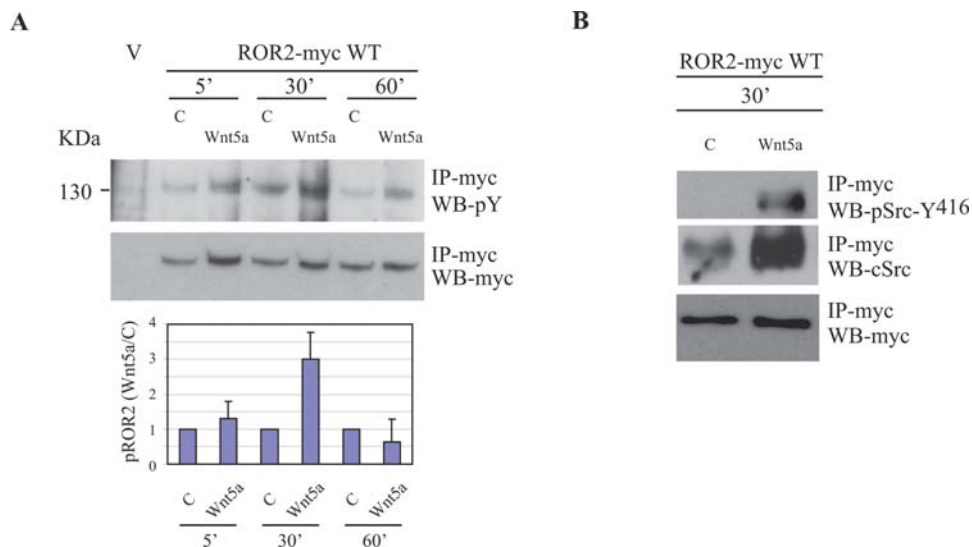 A
V
ROR2-myc WT
5' 30' 60'
C Wnt5a C Wnt5a C Wnt5a
KDa
130
IP-myc
WB-pY
IP-myc
WB-myc
pROR2 (Wnt5a/C)
4
3
2
1
0
C Wnt5a C Wnt5a C Wnt5a
5' 30' 60'
B
ROR2-myc WT
30'
C Wnt5a
IP-myc
WB-pSrc-Y416
IP-myc
WB-cSrc
IP-myc
WB-myc